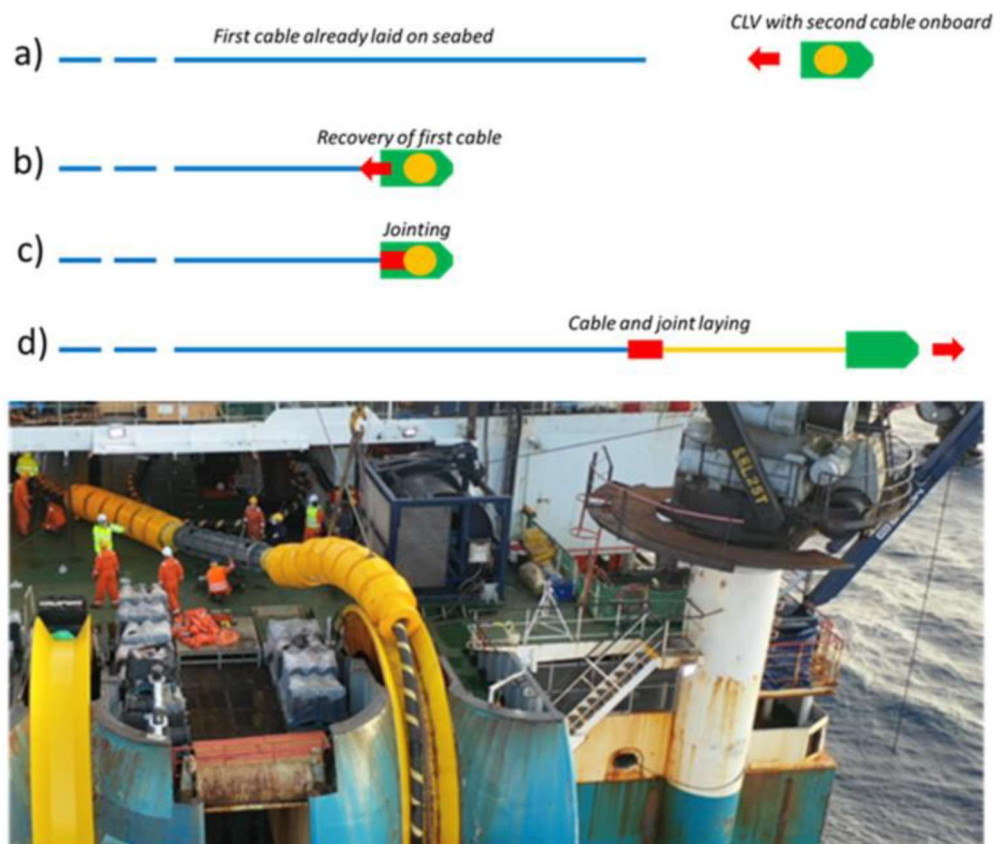 CLV with second cable onboard
First cable already laid on seabed
a)
Recovery of first cable
b)
Jointing
c)
Cable and joint laying
d)